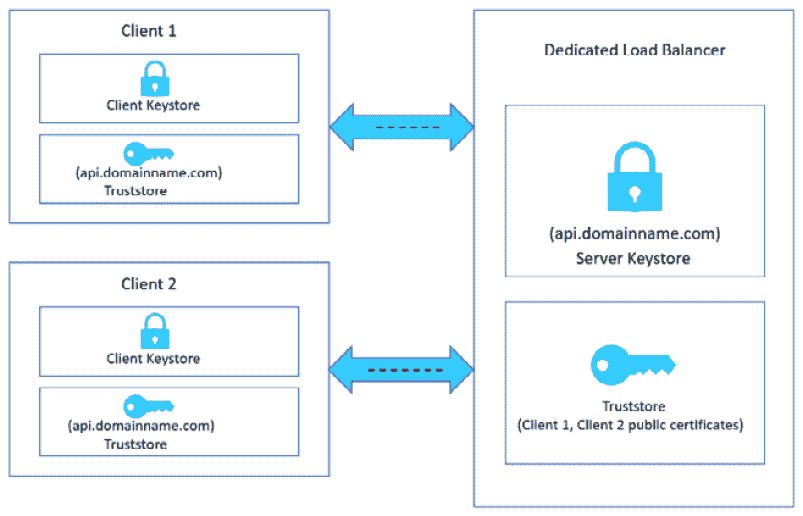 Client 1
Client Keystore
(api.domainname.com)
Truststore
Client 2
Client Keystore
(api.domainname.com)
Truststore
Dedicated Load Balancer
(api.domainname.com)
Server Keystore
Truststore
(Client 1, Client 2 public certificates)